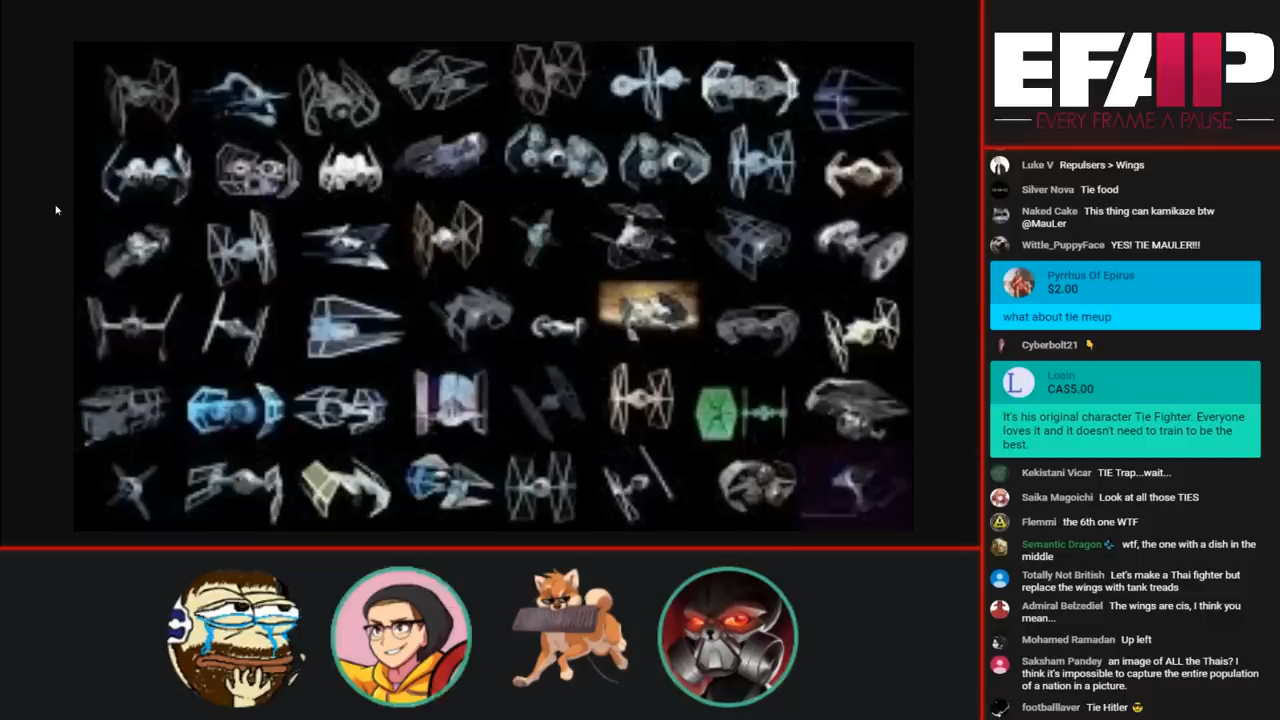 EFAP
EVERY FRAME A PAUSE
Luke V Repulsers > Wings
Silver Nova Tie food
Naked Cake This thing can kamikaze btw
@MauLer
Wittle_PuppyFace YES! TIE MAULER!!!
Pyrrhus Of Epirus
$2.00
what about tie meup
Cyberbolt21
L
Loain
CA$5.00
It's his original character Tie Fighter. Everyone
loves it and it doesn't need to train to be the
best.
Kekistani Vicar TIE Trap...wait...
Saika Magoichi Look at all those TIES
Flemmi the 6th one WTF
Semantic Dragon wtf, the one with a dish in the
middle
Totally Not British Let's make a Thai fighter but
replace the wings with tank treads
Admiral Belzediel The wings are cis, I think you
mean...
Mohamed Ramadan Up left
Saksham Pandey an image of ALL the Thais? I
think it's impossible to capture the entire population
of a nation in a picture.
footballlaver Tie Hitler